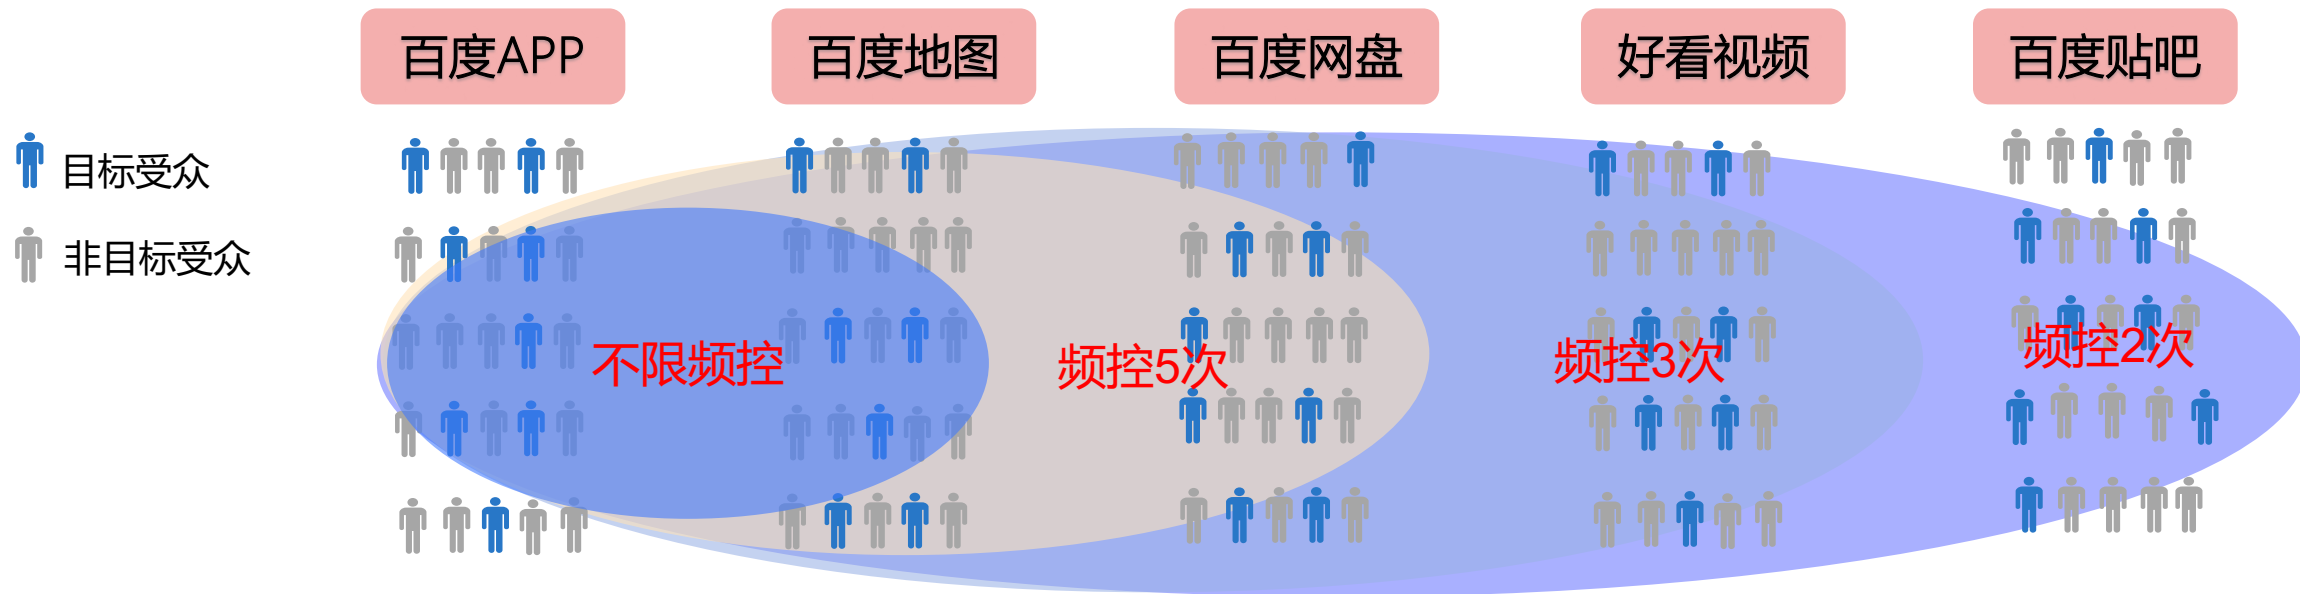 百度APP
百度地图
百度网盘
好看视频
百度贴吧
目标受众
非目标受众
不限频控
频控5次
频控3次
频控2次